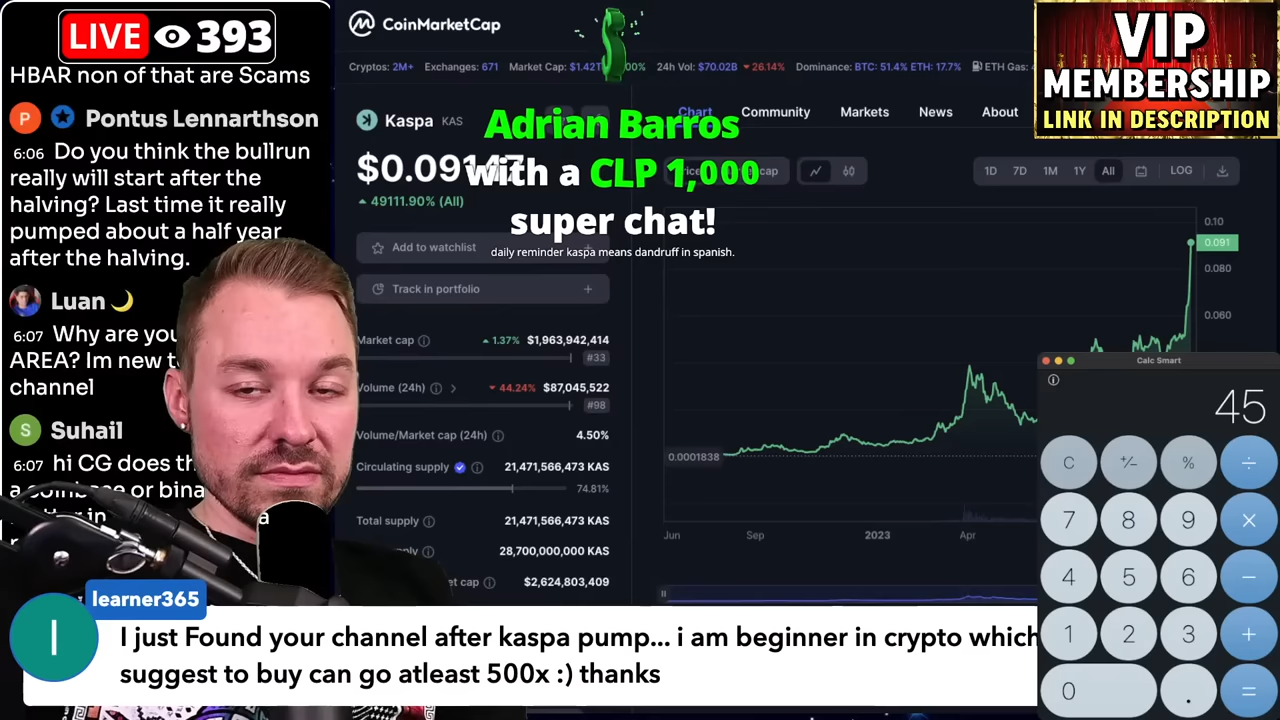 LIVE 393
HBAR non of that are Scams
P Pontus Lennarthson
6:06 Do you think the bullrun
really will start after the
halving? Last time it really
pumped about a half year
after the halving.
Luan
6:07 Why are you
AREA? Im new t
channel
S Suhail
6:07 hi CG does th
a coinbase or bina
in a
CoinMarketCap
Cryptos: 2M+ Exchanges: 671 Market Cap: $1.42T 00% 24h Vol: $70.02B 26.14% Dominance: BTC: 51.4% ETH: 17.7% ETH Gas:
Kaspa KAS
$0.091
49111.90% (All)
Add to watchlist
Track in portfolio +
Market cap 1.37% $1,963,942,414
#33
Volume (24h) 44.24% $87,045,522
#98
Volume/Market cap (24h) 4.50%
Circulating supply 21,471,566,473 KAS
74.81%
Total supply 21,471,566,473 KAS
28,700,000,000 KAS
$2,624,803,409
Adrian Barros
with a CLP 1,000
super chat!
daily reminder kaspa means dandruff in spanish.
Chart Community Markets News About
1D 7D 1M 1Y All LOG
0.10
0.091
0.080
0.060
0.0001838
Jun Sep 2023 Apr
VIP
MEMBERSHIP
LINK IN DESCRIPTION
Calc Smart
45
C +/− % ÷
7 8 9 ×
4 5 6 −
1 2 3 +
0 . =
learner365
l
I just Found your channel after kaspa pump... i am beginner in crypto which
suggest to buy can go atleast 500x :) thanks